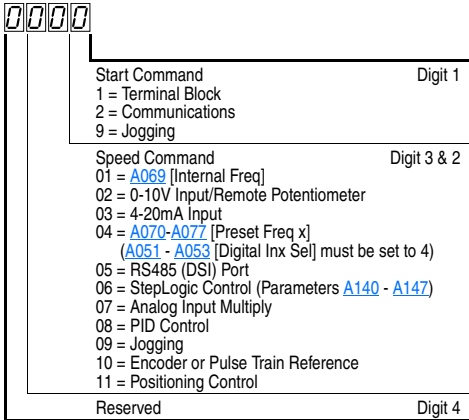 0000
Start Command Digit 1
1 = Terminal Block
2 = Communications
9 = Jogging
Speed Command Digit 3 & 2
01 = A069 [Internal Freq]
02 = 0-10V Input/Remote Potentiometer
03 = 4-20mA Input
04 = A070-A077 [Preset Freq x]
(A051 - A053 [Digital Inx Sel] must be set to 4)
05 = RS485 (DSI) Port
06 = StepLogic Control (Parameters A140 - A147)
07 = Analog Input Multiply
08 = PID Control
09 = Jogging
10 = Encoder or Pulse Train Reference
11 = Positioning Control
Reserved Digit 4